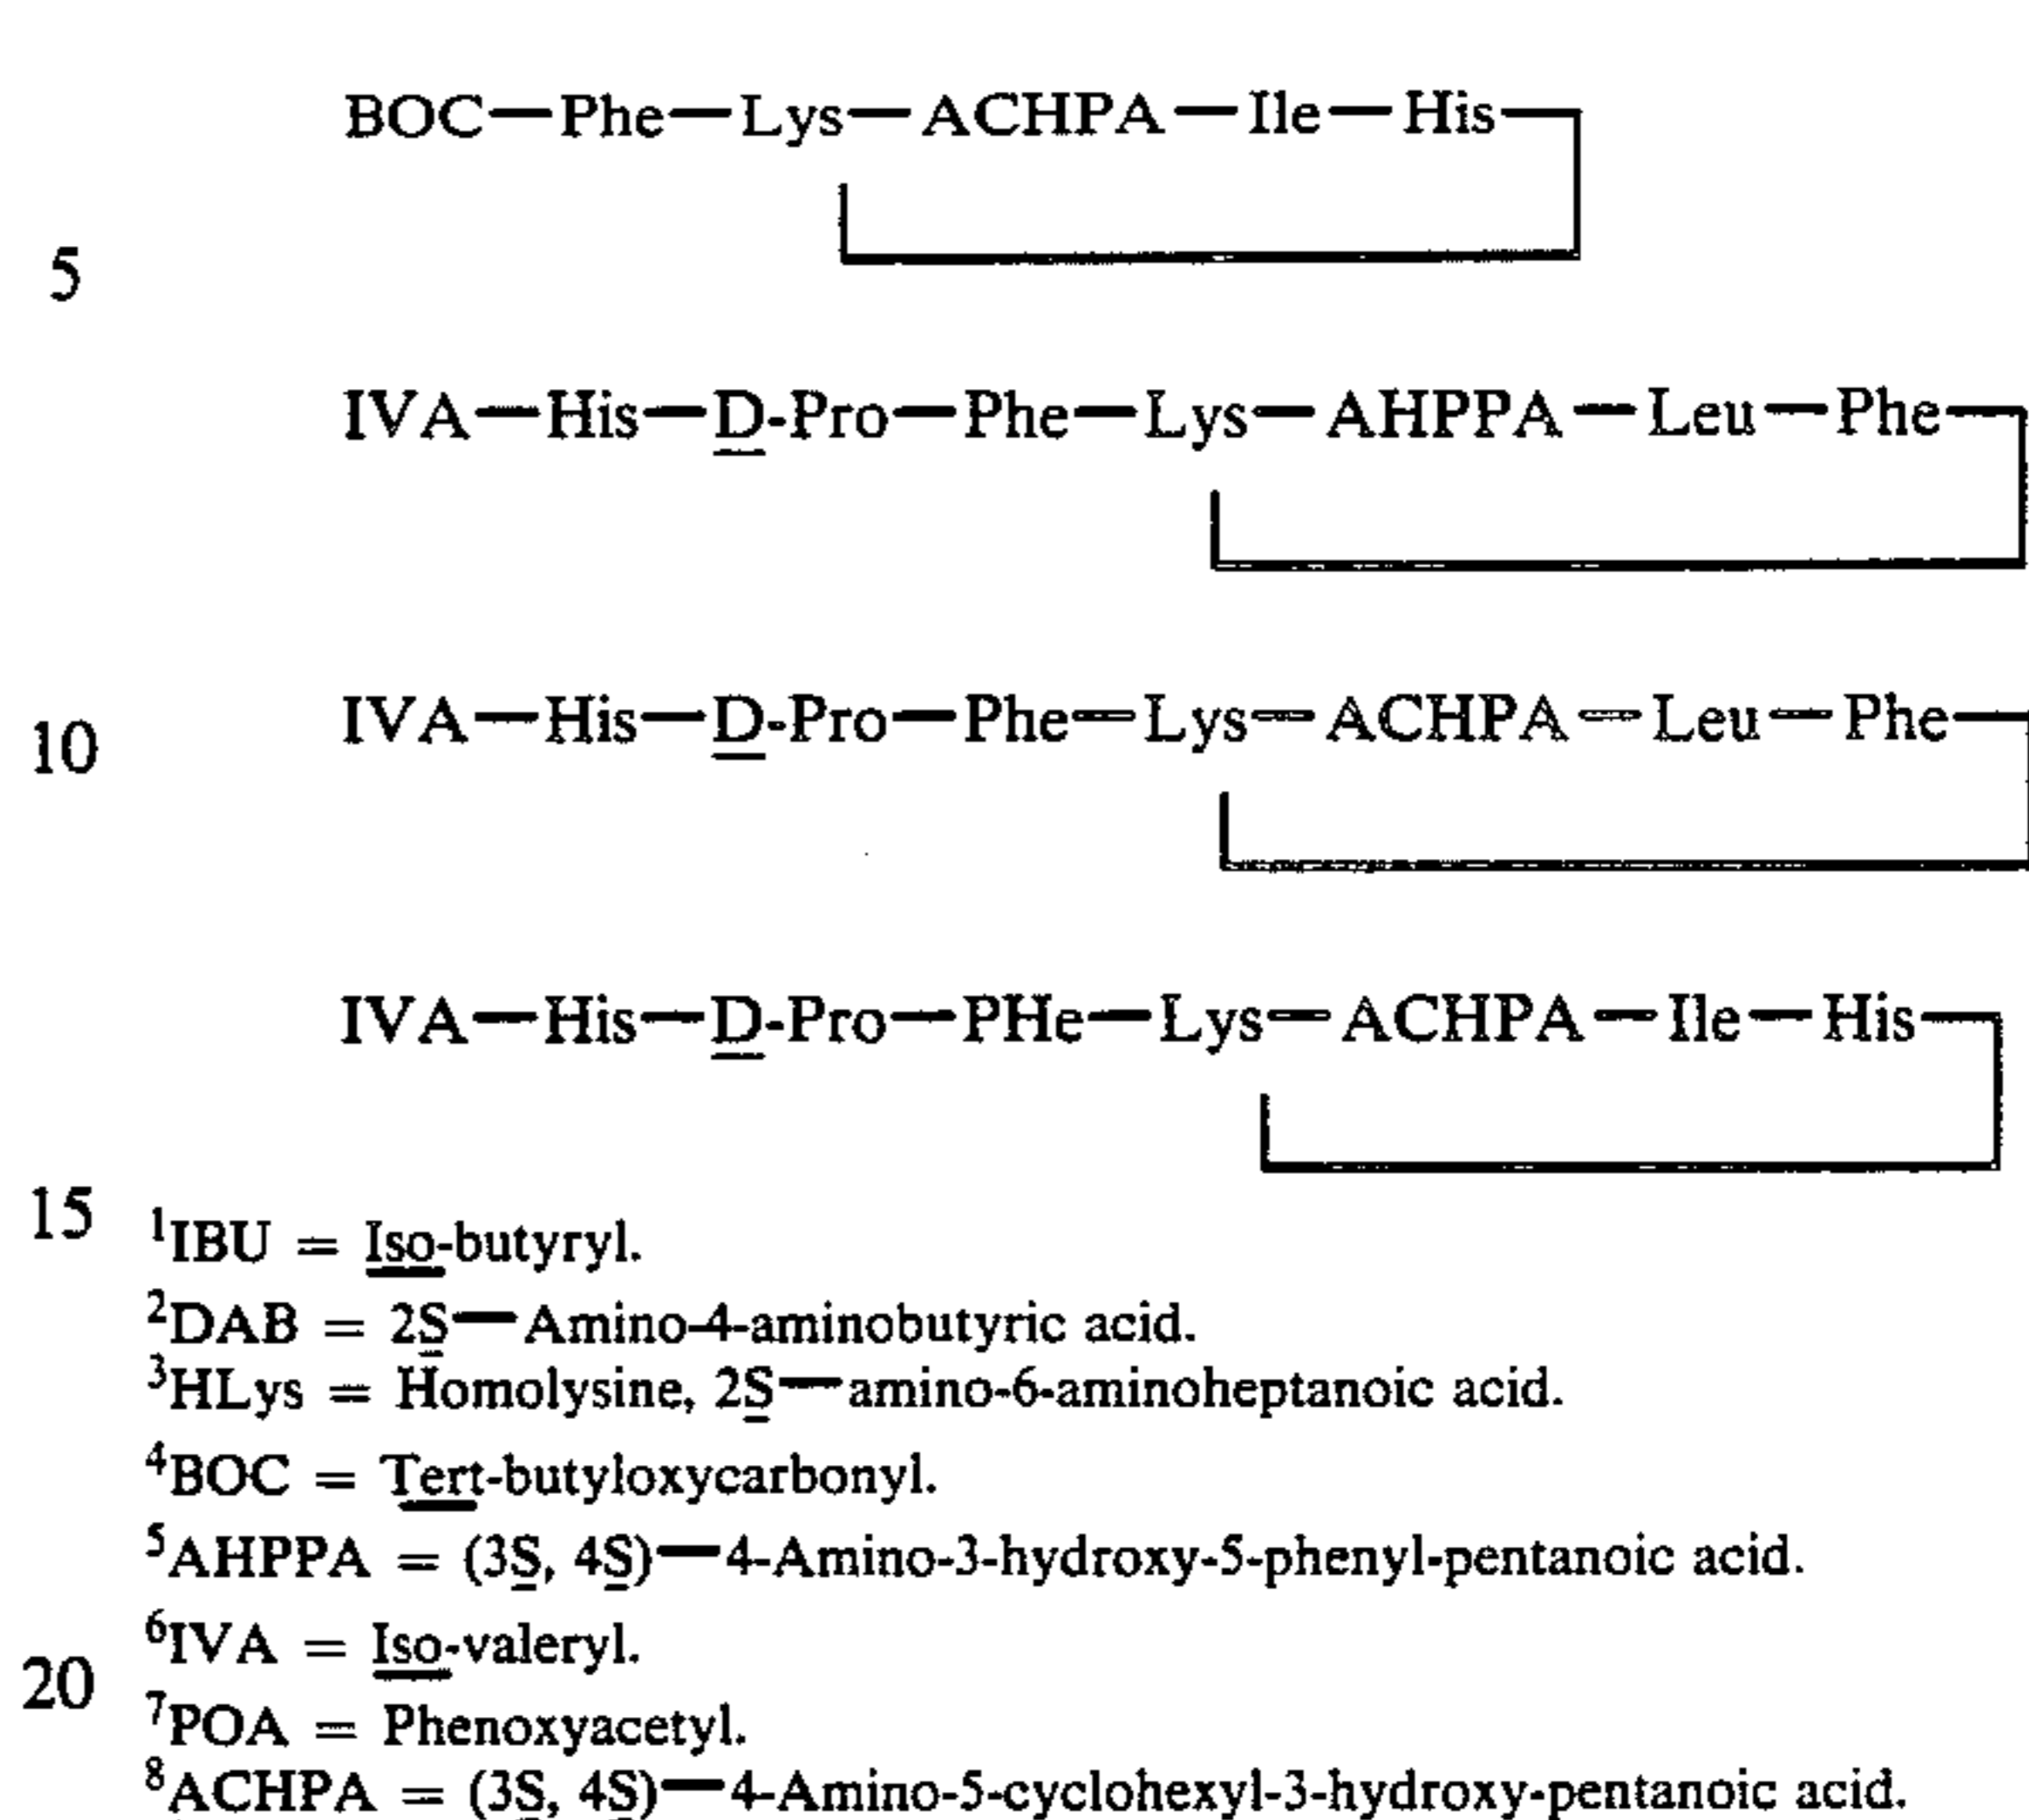 BOC—Phe—Lys—ACHPA—Ile—His
5
IVA—His—D-Pro—Phe—Lys—AHPPA—Leu—Phe
IVA—His—D-Pro—Phe—Lys—ACHPA—Leu—Phe
10
IVA—His—D-Pro—PHe—Lys—ACHPA—Ile—His
15 ¹IBU = Iso-butyryl.
²DAB = 2S—Amino-4-aminobutyric acid.
³HLys = Homolysine, 2S—amino-6-aminoheptanoic acid.
⁴BOC = Tert-butyloxycarbonyl.
⁵AHPPA = (3S, 4S)—4-Amino-3-hydroxy-5-phenyl-pentanoic acid.
⁶IVA = Iso-valeryl.
20 ⁷POA = Phenoxyacetyl.
⁸ACHPA = (3S, 4S)—4-Amino-5-cyclohexyl-3-hydroxy-pentanoic acid.